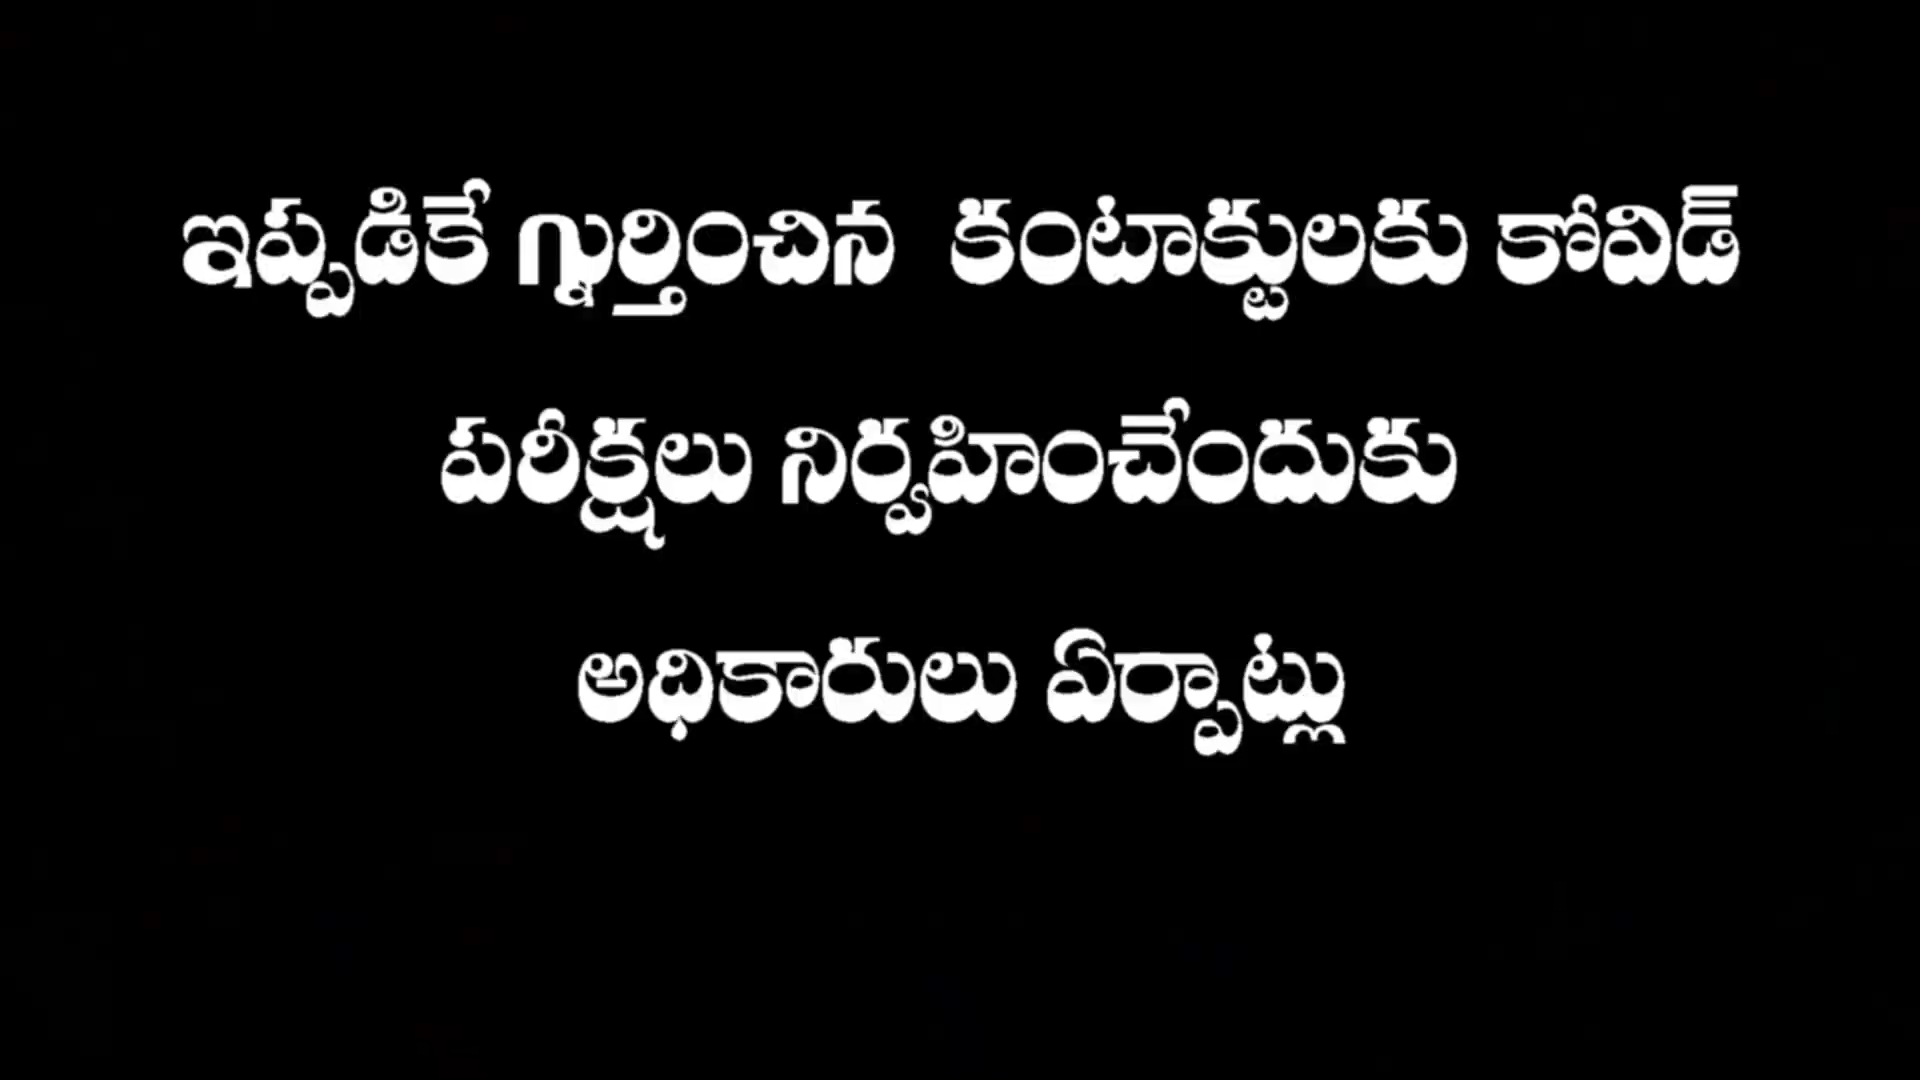 ఇప్పడికే గ్నుర్తించిన కంటాక్టులకు కోవిడ్
పరీక్షలు నిర్వహించేందుకు
అధికారులు ఏర్పాట్లు